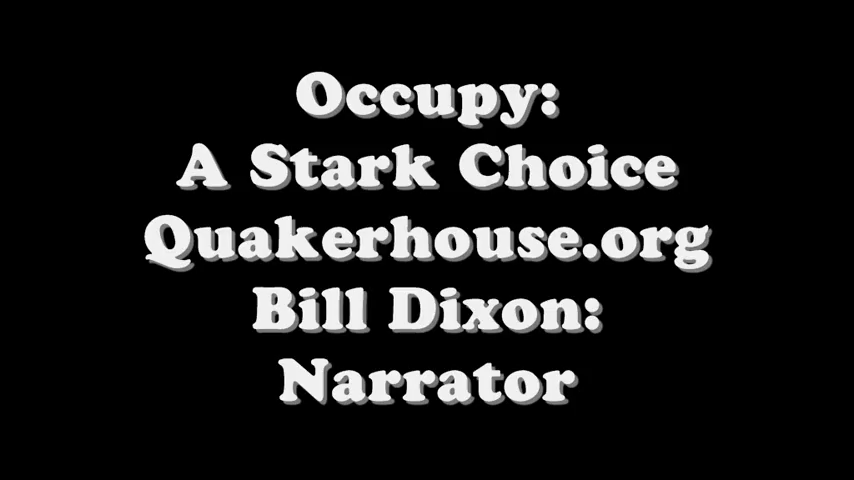 Occupy:
A Stark Choice
Quakerhouse.org
Bill Dixon:
Narrator